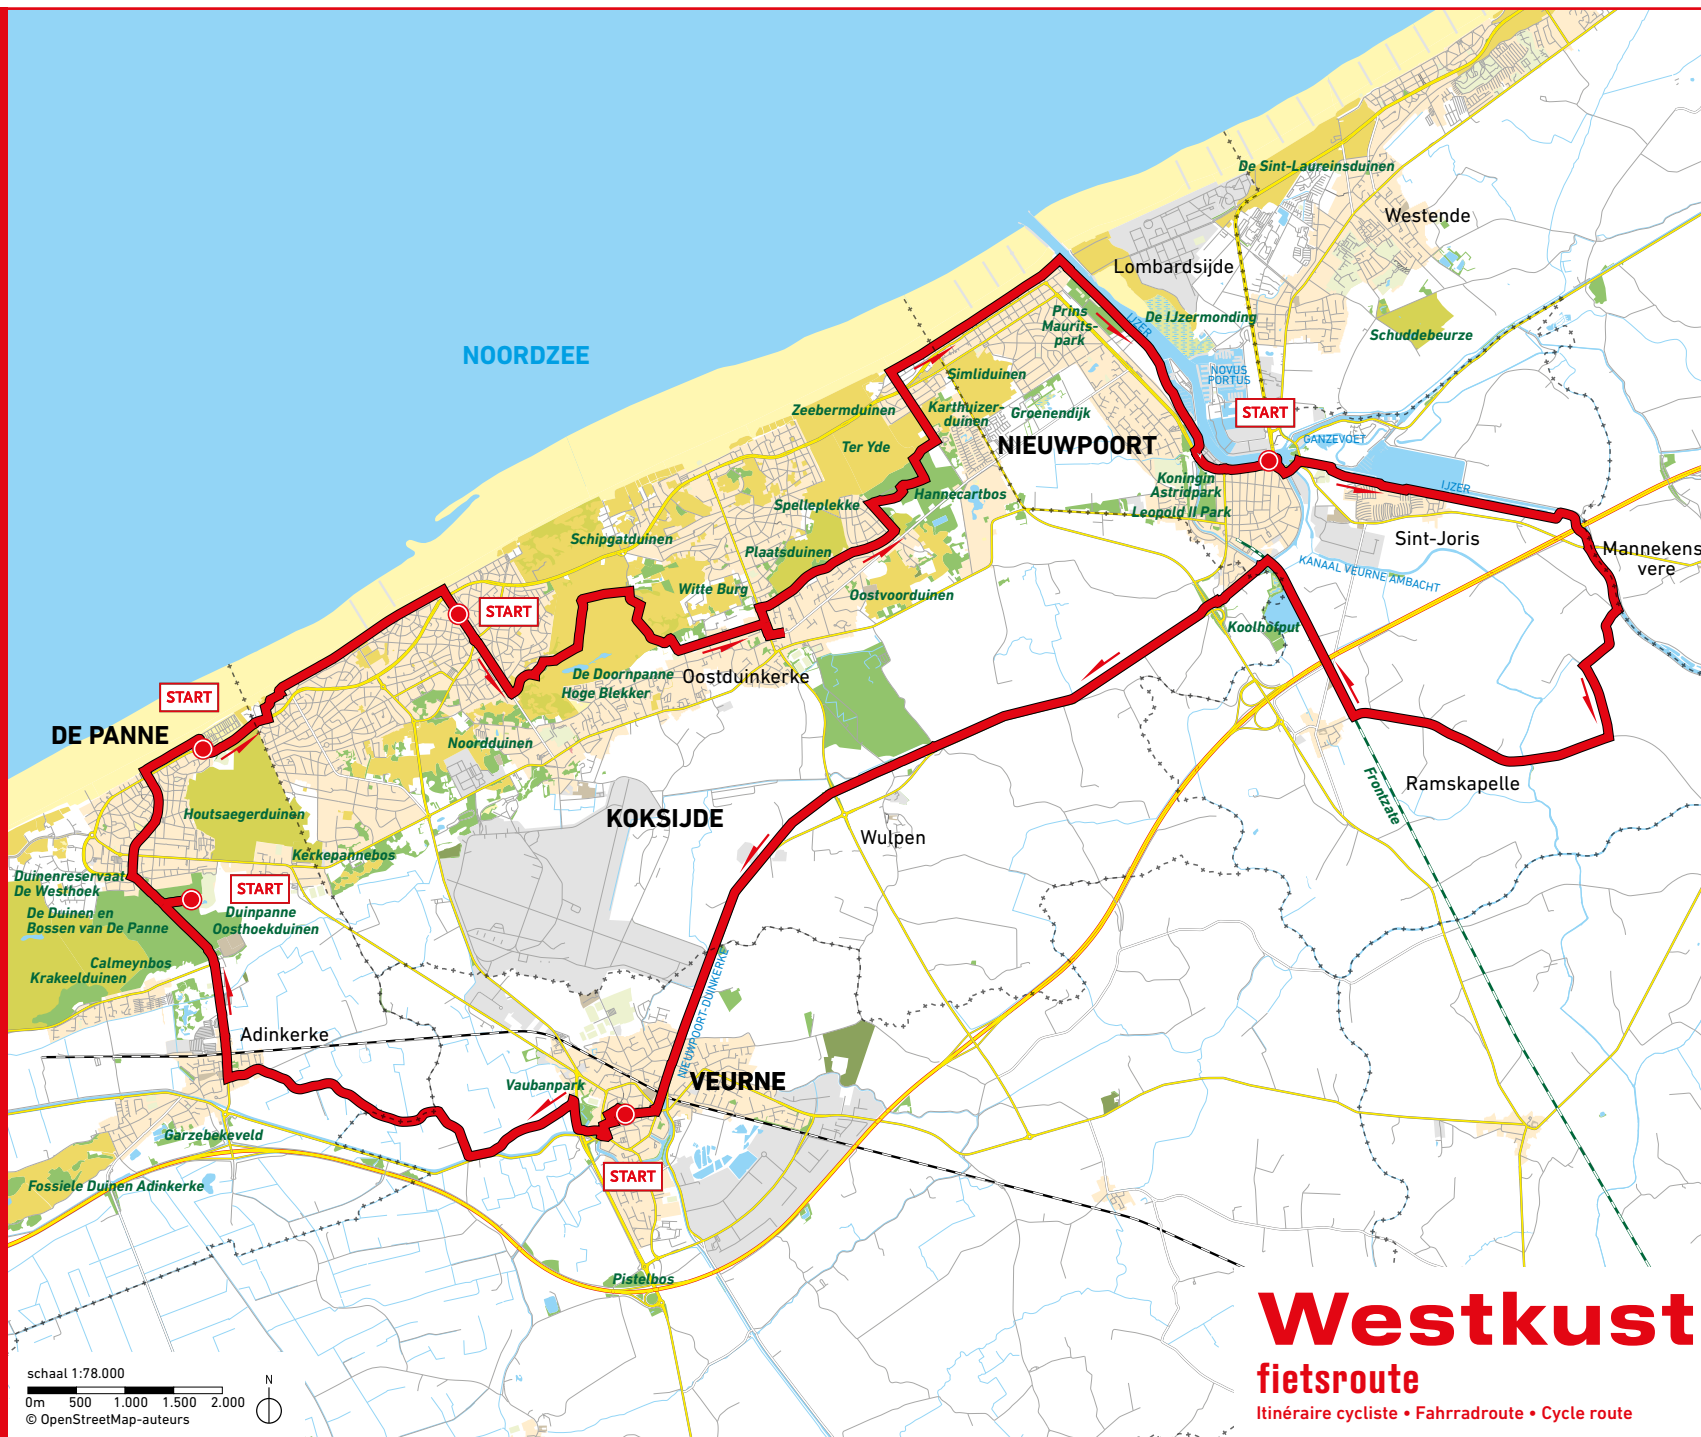 De Sint-Laureinsduinen
Westende
Lombardsijde
De IJzermonding
IJZER
Prins
Maurits-
park
Schuddebeurze
NOORDZEE
NOVUS
PORTUS
Simliduinen
START
Zeebermduinen
Karthuizer-
duinen
Groenendijk
NIEUWPOORT
GANZEVOET
Ter Yde
Koningin
Astridpark
Leopold II Park
IJZER
Hannecartbos
Spelleplekke
Sint-Joris
Mannekens
vere
Schipgatduinen
Plaatsduinen
KANAAL VEURNE AMBACHT
Witte Burg
Oostvoorduinen
START
Koolhofput
De Doornpanne
Hoge Blekker
Oostduinkerke
START
DE PANNE
Noordduinen
Ramskapelle
Frontzate
Houtsaegerduinen
KOKSIJDE
Wulpen
Kerkepannebos
Duinenreservaat
De Westhoek
START
De Duinen en
Bossen van De Panne
Duinpanne
Oosthoekduinen
Calmeynbos
Krakeelduinen
NIEUWPOORT-DUINKERKE
Adinkerke
Vaubanpark
VEURNE
Garzebekeveld
START
Fossiele Duinen Adinkerke
Pistelbos
Westkust
fietsroute
Itinéraire cycliste • Fahrradroute • Cycle route
schaal 1:78.000
0m 500 1.000 1.500 2.000
N
© OpenStreetMap-auteurs